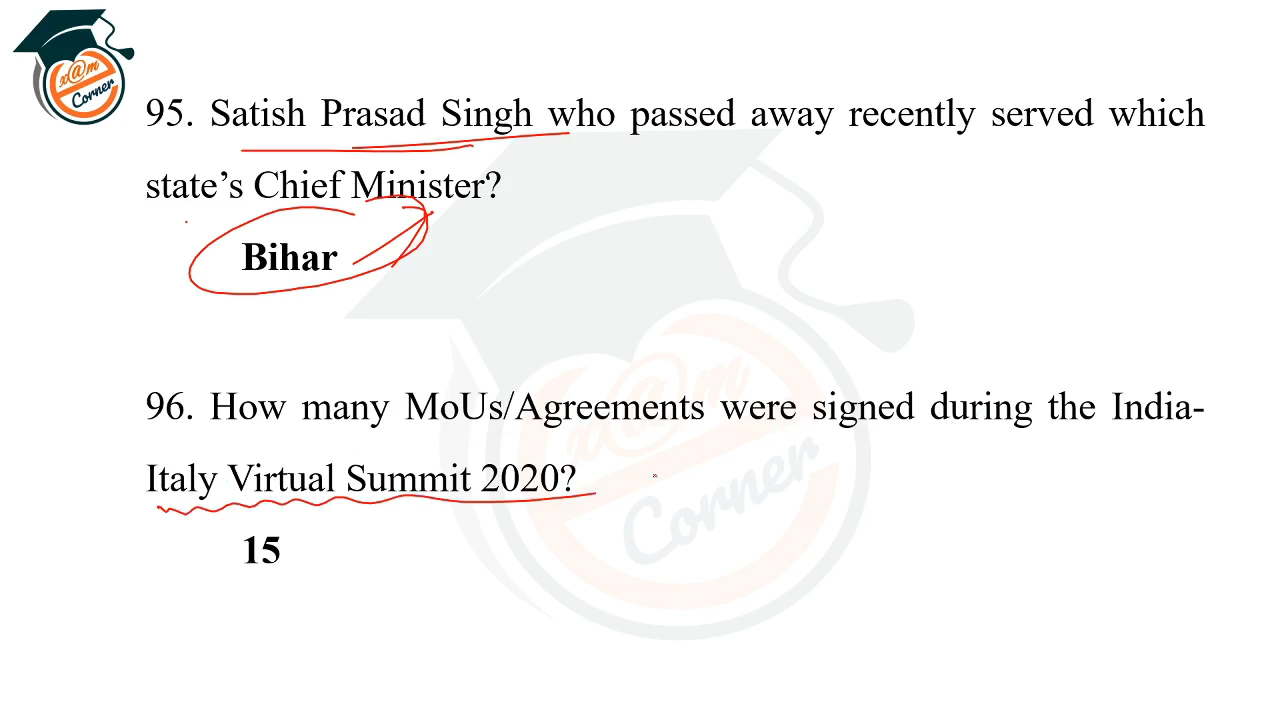 x@m
Corner
95. Satish Prasad Singh who passed away recently served which
state’s Chief Minister?
Bihar
96. How many MoUs/Agreements were signed during the India-
Italy Virtual Summit 2020?
15
x@m
Corner